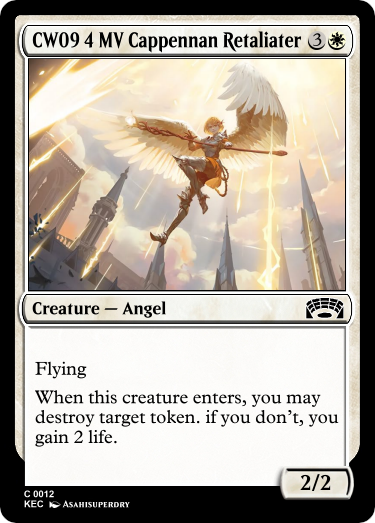 CW09 4 MV Cappennan Retaliater 3
Creature — Angel
Flying
When this creature enters, you may
destroy target token. if you don't, you
gain 2 life.
2/2
C 0012
KEC Asahisuperdry